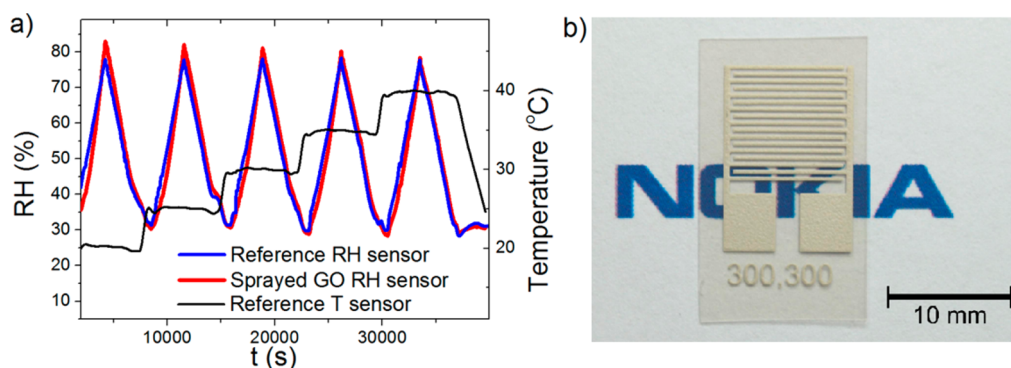 a)
80
70
60
50
40
30
20
10
RH (%)
40
30
20
Temperature (°C)
Reference RH sensor
Sprayed GO RH sensor
Reference T sensor
10000
20000
30000
t (s)
b)
NOKIA
300,300
10 mm